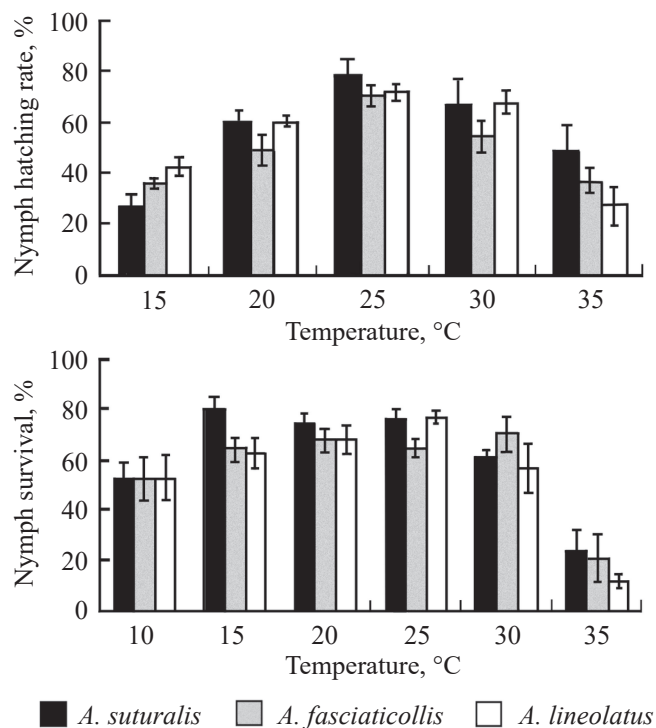 Nymph hatching rate, %
100
80
60
40
20
0
15 20 25 30 35
Temperature, °C
Nymph survival, %
100
80
60
40
20
0
10 15 20 25 30 35
Temperature, °C
A. suturalis A. fasciaticollis A. lineolatus